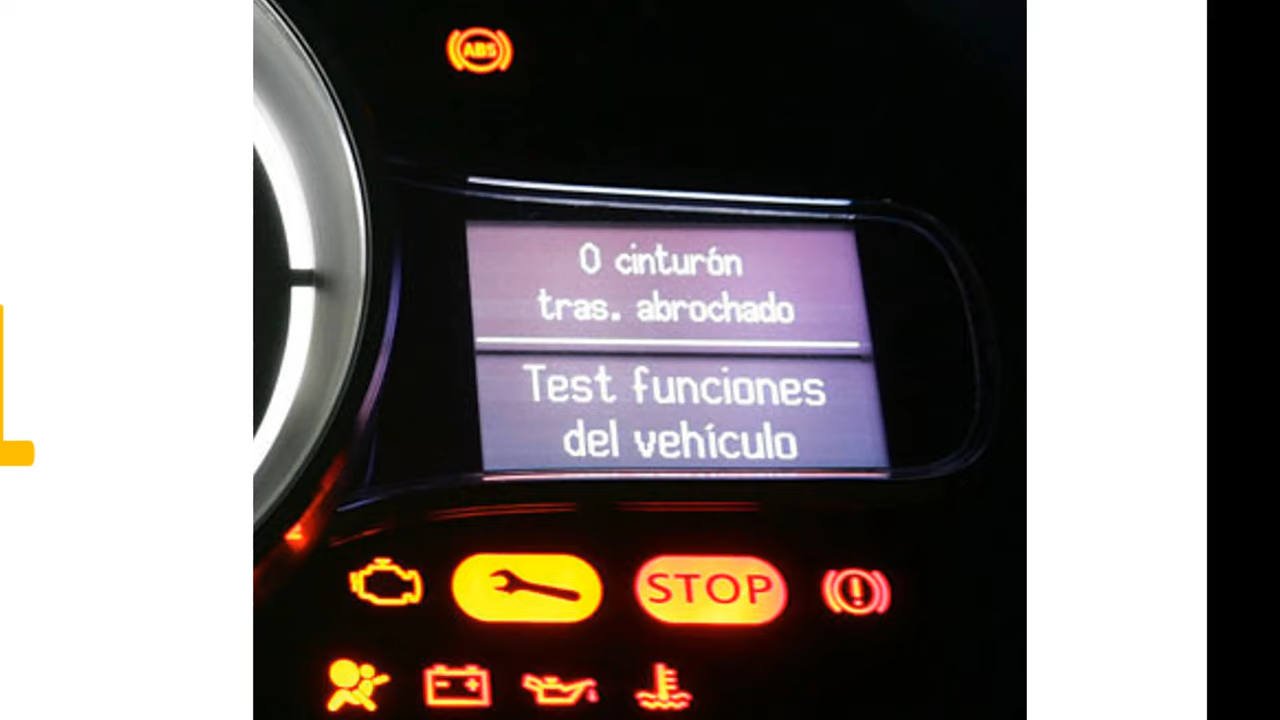 ABS
0 cinturón
tras. abrochado
Test funciones
del vehículo
STOP